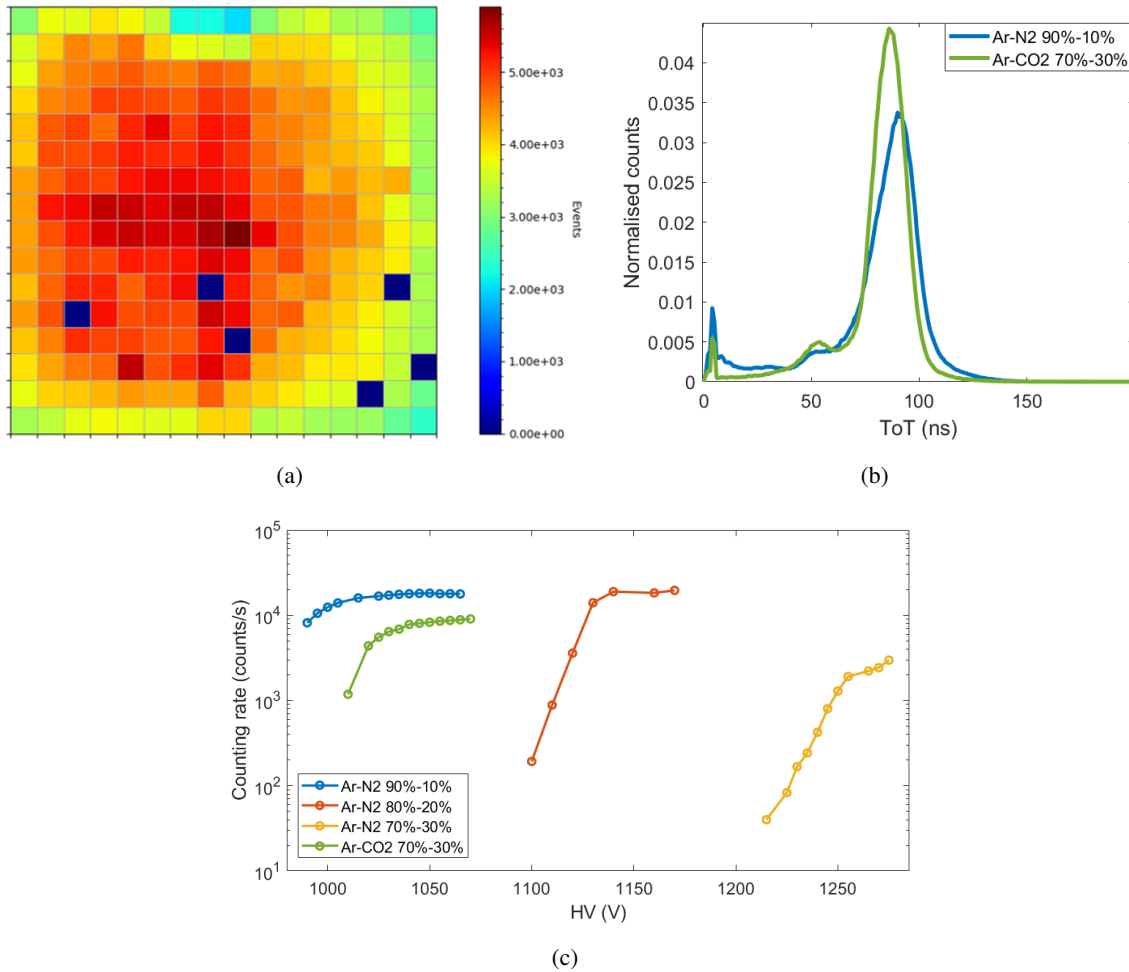 5.00e+03
4.00e+03
3.00e+03
2.00e+03
1.00e+03
0.00e+00
Events
(a)
Ar-N2 90%-10%
Ar-CO2 70%-30%
0.04
0.035
0.03
0.025
0.02
0.015
0.01
0.005
0
Normalised counts
0 50 100 150
ToT (ns)
(b)
10^5
10^4
10^3
10^2
10^1
Counting rate (counts/s)
Ar-N2 90%-10%
Ar-N2 80%-20%
Ar-N2 70%-30%
Ar-CO2 70%-30%
1000 1050 1100 1150 1200 1250
HV (V)
(c)